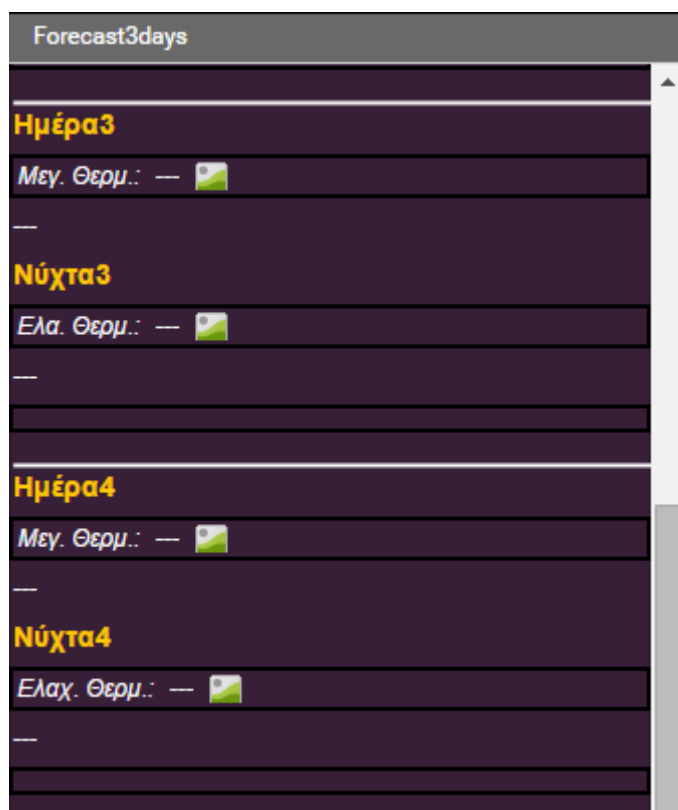 Forecast3days
Ημέρα3
Μεγ. Θερμ.: ---
---
Νύχτα3
Ελα. Θερμ.: ---
---
Ημέρα4
Μεγ. Θερμ.: ---
---
Νύχτα4
Ελαχ. Θερμ.: ---
---